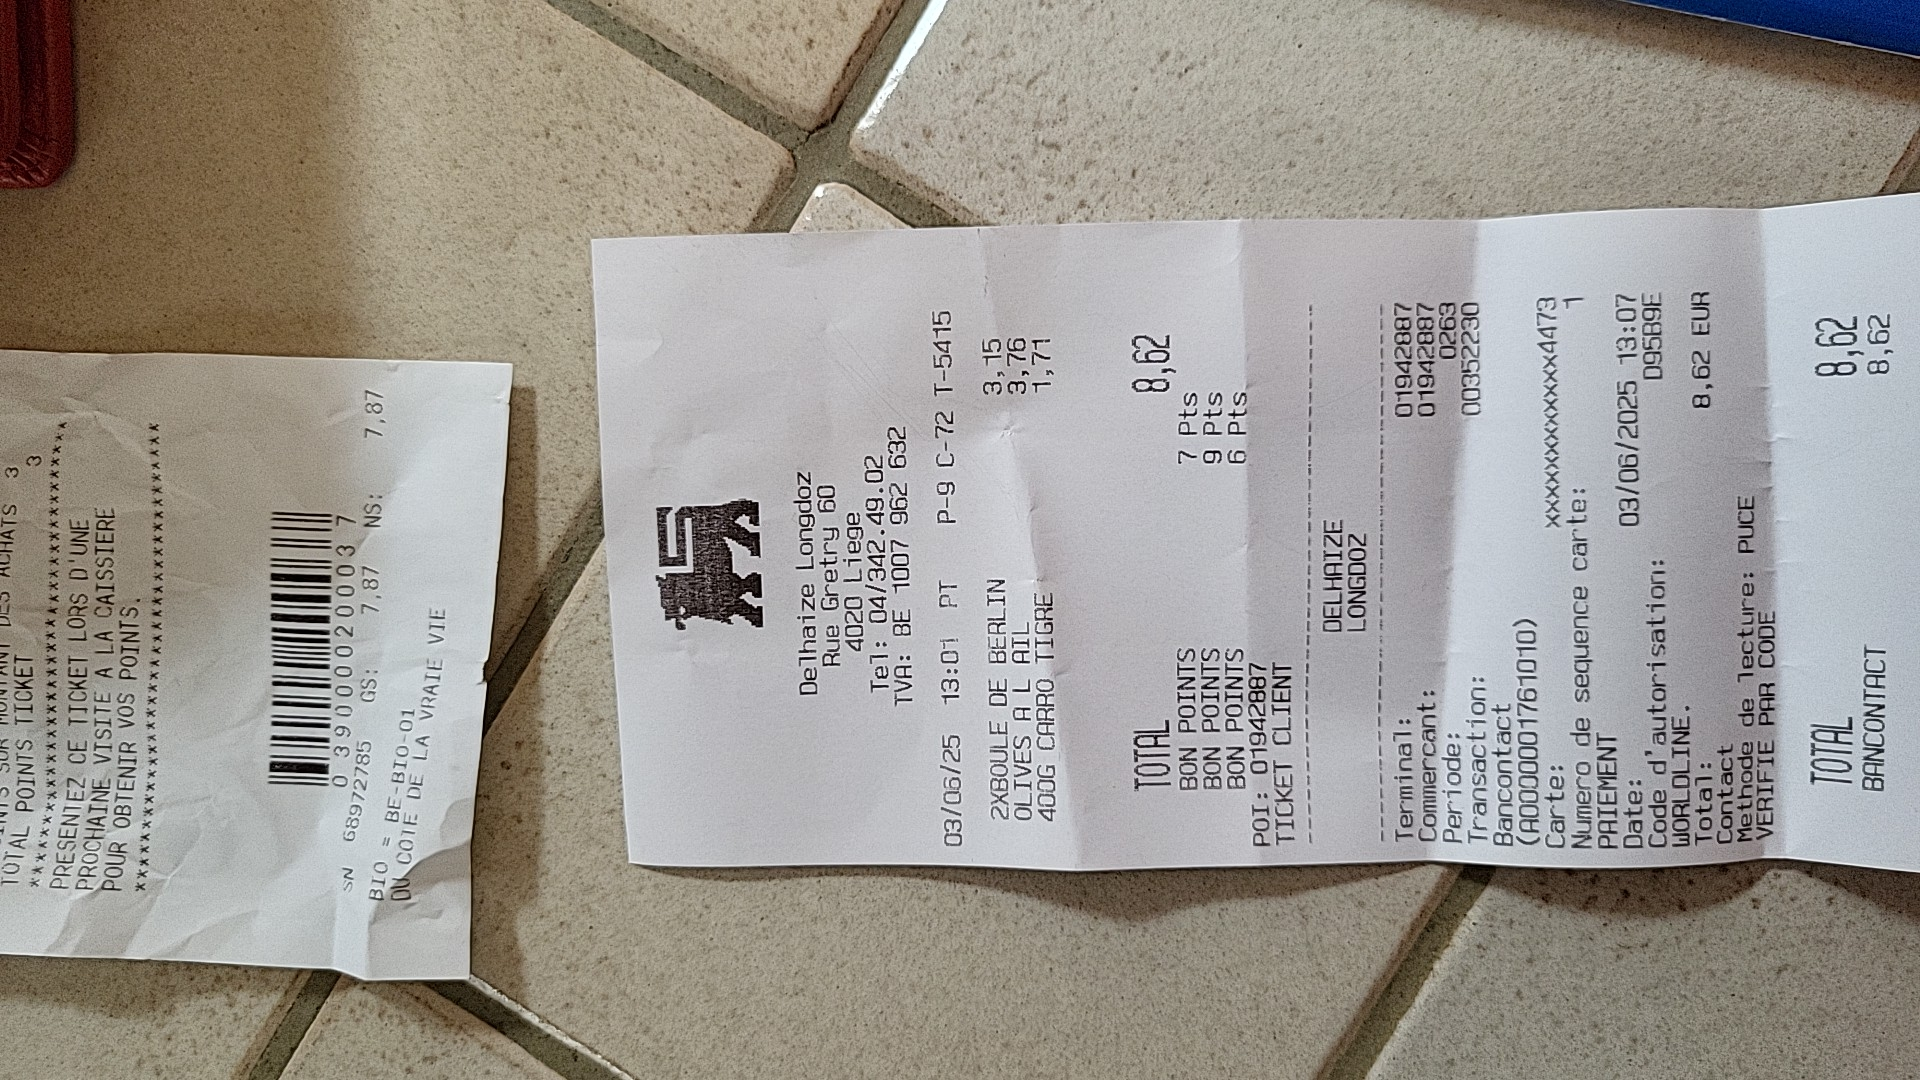 TOTAL POINTS TICKET 3
PRESENTEZ CE TICKET LORS D'UNE
PROCHAINE VISITE A LA CAISSIERE
POUR OBTENIR VOS POINTS.
0 390000200037
SN 68972785 GS: 7,87 NS: 7,87
BIO = BE-BIO-01
DU COTE DE LA VRAIE VIE
Delhaize Longdoz
Rue Gretry 60
4020 Liege
Tel: 04/342.49.02
TVA: BE 1007 962 632
03/06/25 13:01 PT P-9 C-72 T-5415
2XBOULE DE BERLIN 3,15
OLIVES A L AIL 3,76
400G CARRO TIGRE 1,71
TOTAL 8,62
BON POINTS 7 Pts
BON POINTS 9 Pts
BON POINTS 6 Pts
POI: 01942887
TICKET CLIENT
DELHAIZE
LONGDOZ
Terminal: 01942887
Commercant: 01942887
Periode: 0263
Transaction: 00352230
Bancontact
(A0000001761010)
Carte: xxxxxxxxxxxxxxx4473
Numero de sequence carte: 1
PAIEMENT
Date: 03/06/2025 13:07
Code d'autorisation: D95B9E
WORLDLINE.
Total: 8,62 EUR
Contact
Methode de lecture: PUCE
VERIFIE PAR CODE
TOTAL 8,62
BANCONTACT 8,62